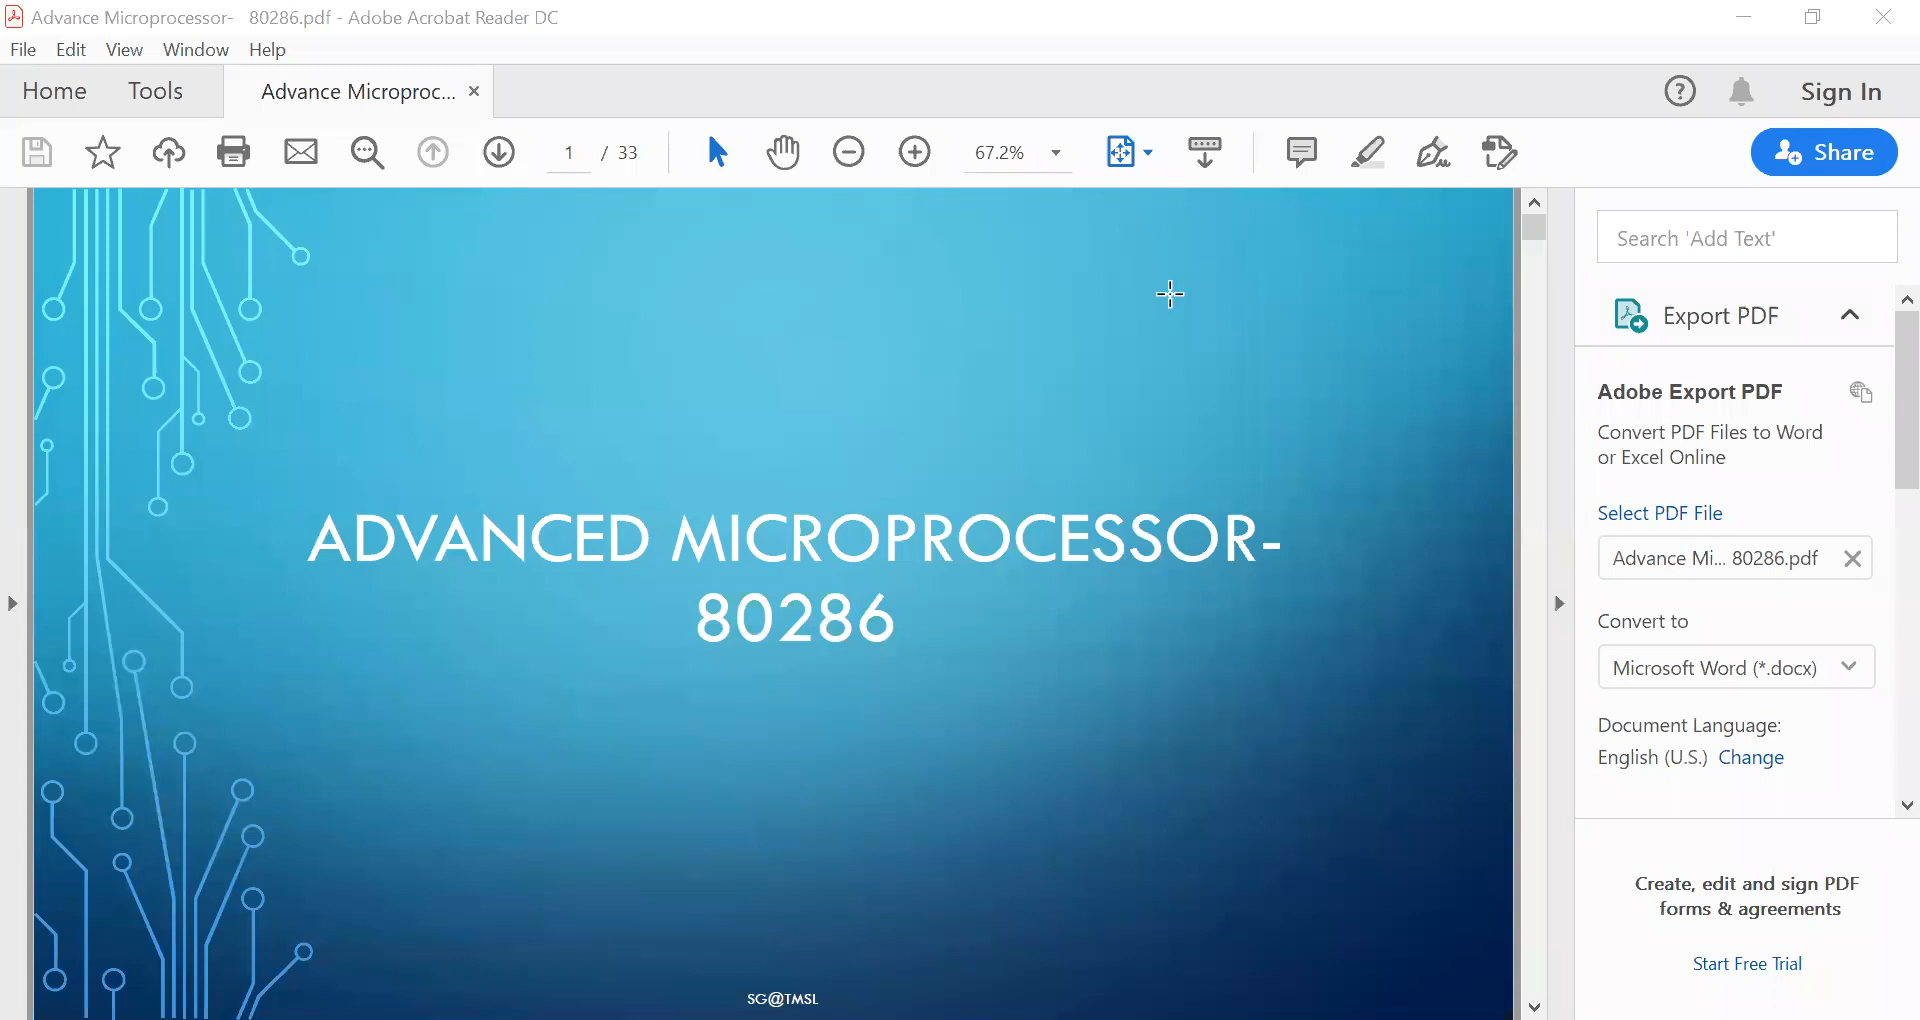 Advance Microprocessor- 80286.pdf - Adobe Acrobat Reader DC
File Edit View Window Help
Home Tools Advance Microproc... × ? Sign In
1 / 33 67.2% Share
Search 'Add Text'
Export PDF
Adobe Export PDF
Convert PDF Files to Word
or Excel Online
Select PDF File
Advance Mi... 80286.pdf
Convert to
Microsoft Word (*.docx)
Document Language:
English (U.S.) Change
Create, edit and sign PDF
forms & agreements
Start Free Trial
ADVANCED MICROPROCESSOR-
80286
SG@TMSL